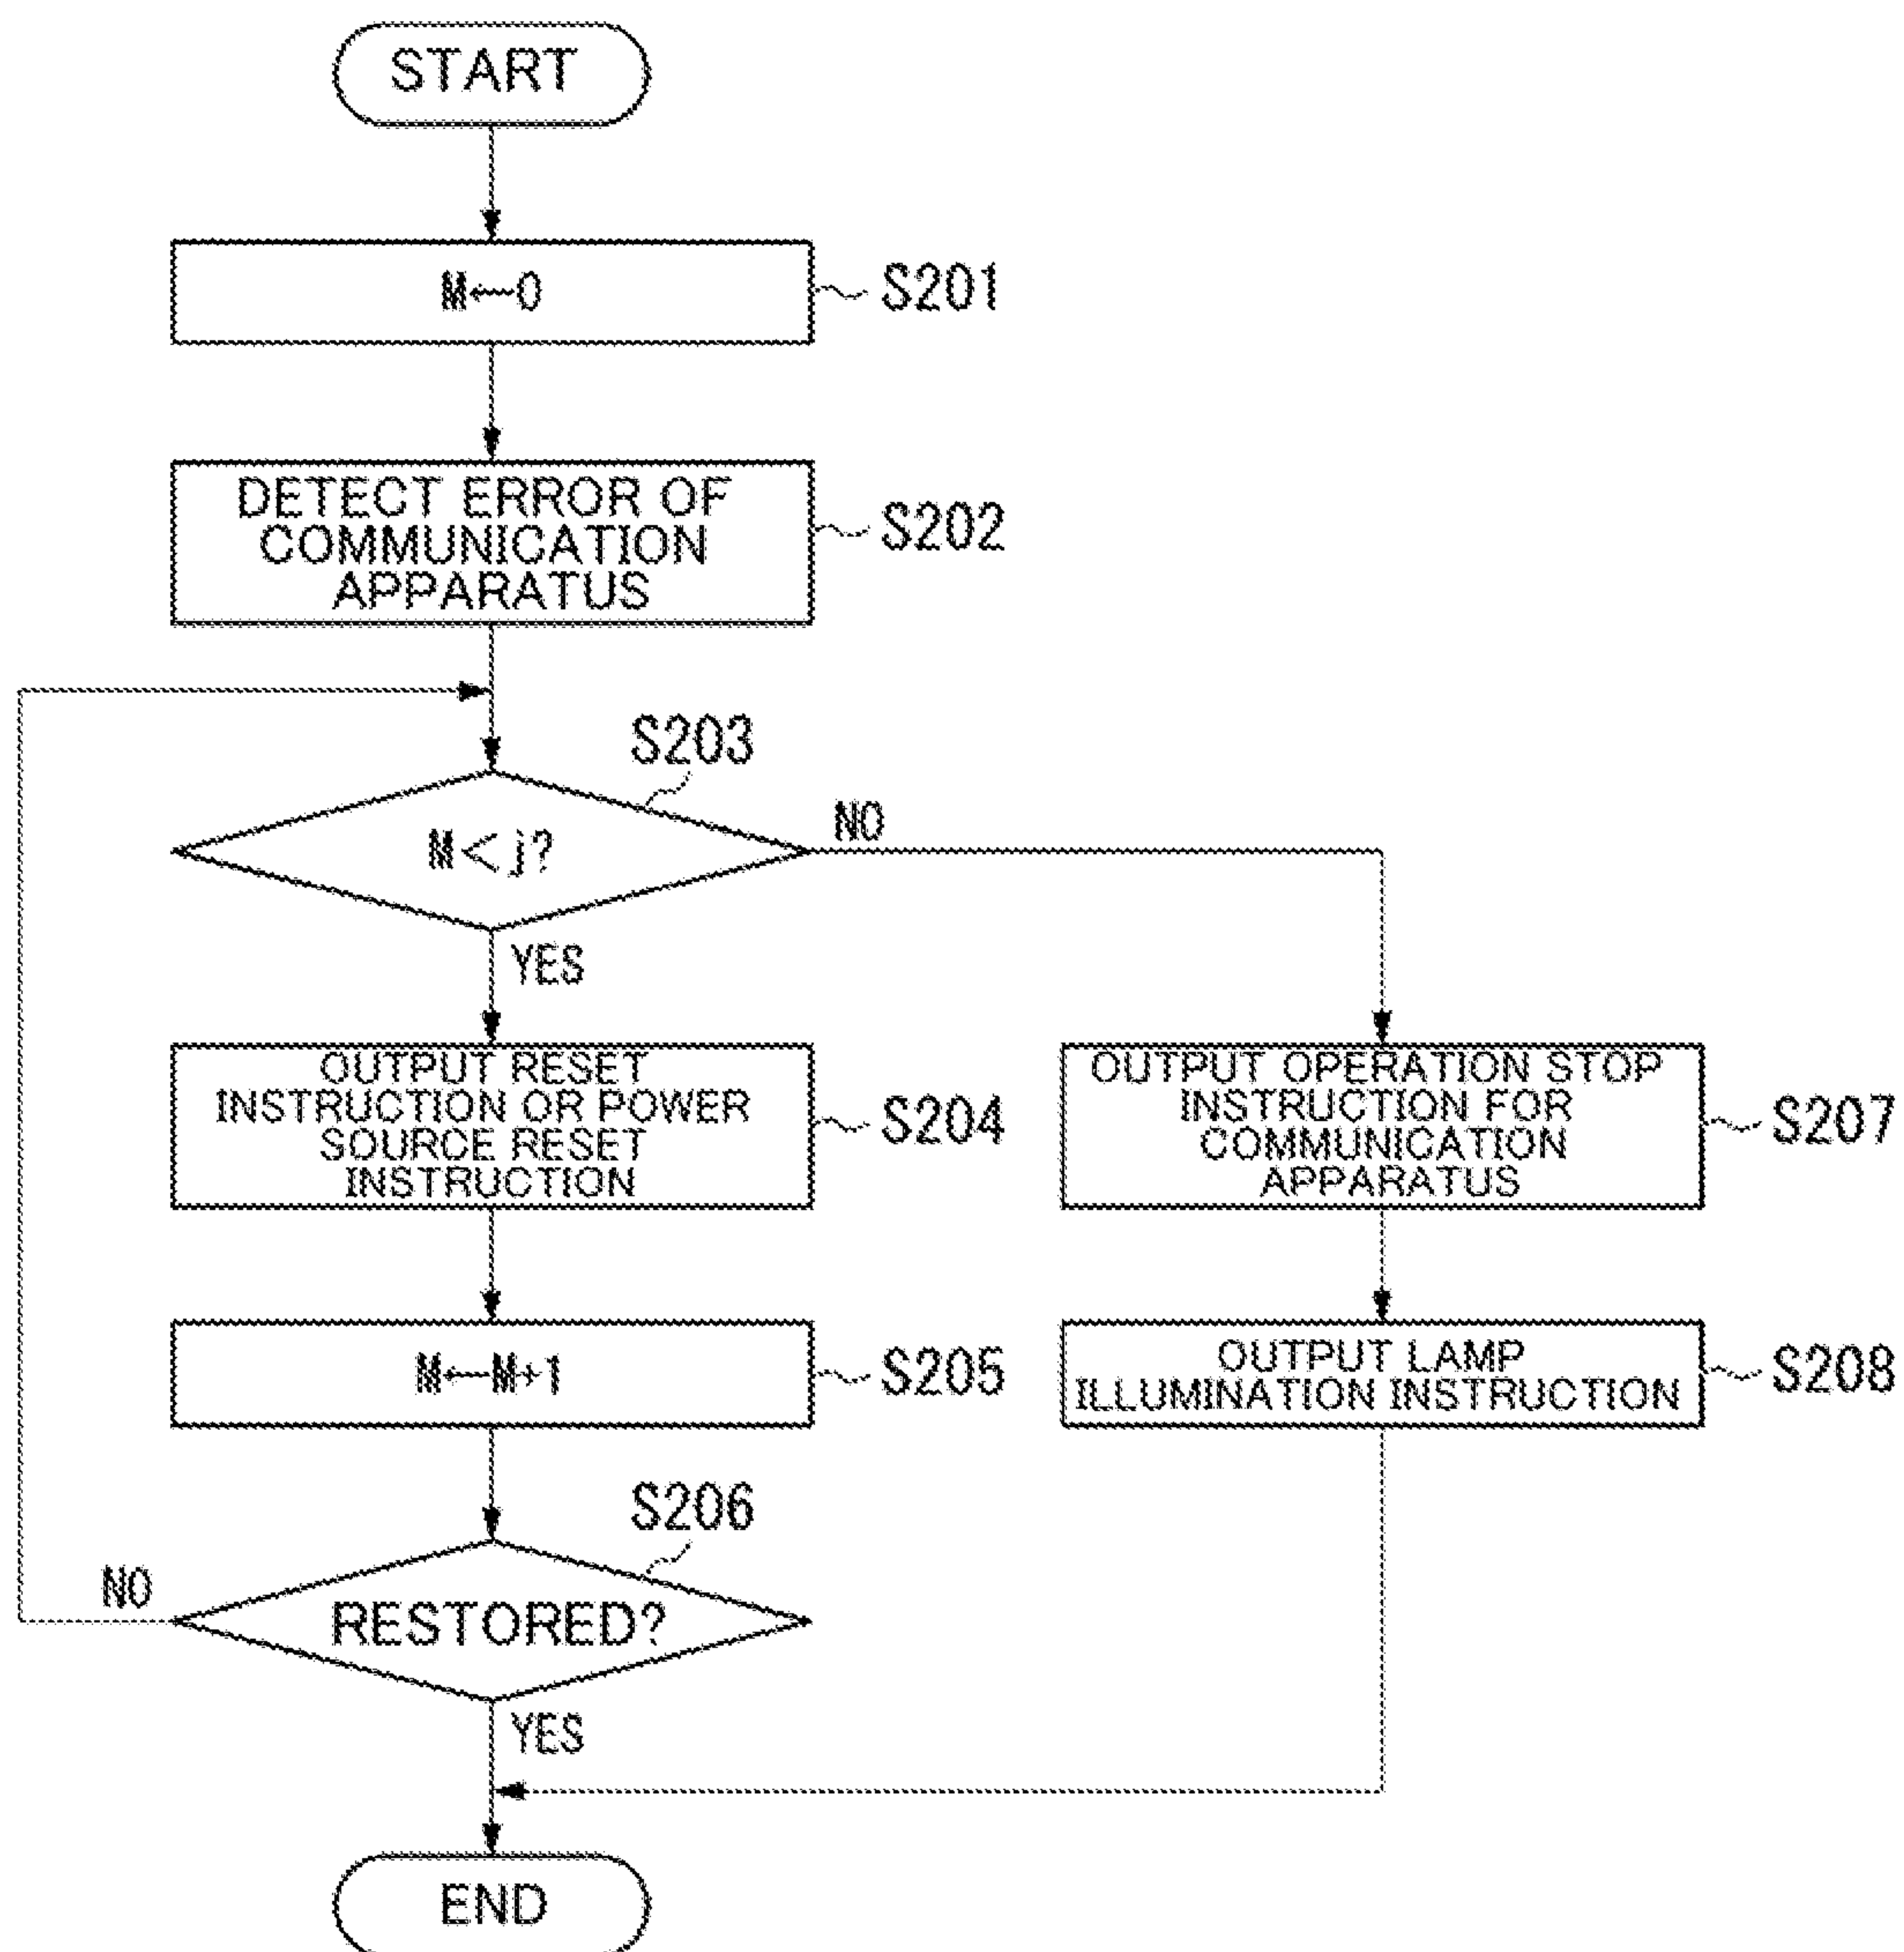 START
M←0
S201
DETECT ERROR OF
COMMUNICATION
APPARATUS
S202
S203
M<j?
NO
YES
OUTPUT RESET
INSTRUCTION OR POWER
SOURCE RESET
INSTRUCTION
S204
OUTPUT OPERATION STOP
INSTRUCTION FOR
COMMUNICATION
APPARATUS
S207
M←M+1
S205
OUTPUT LAMP
ILLUMINATION INSTRUCTION
S208
S206
NO
RESTORED?
YES
END